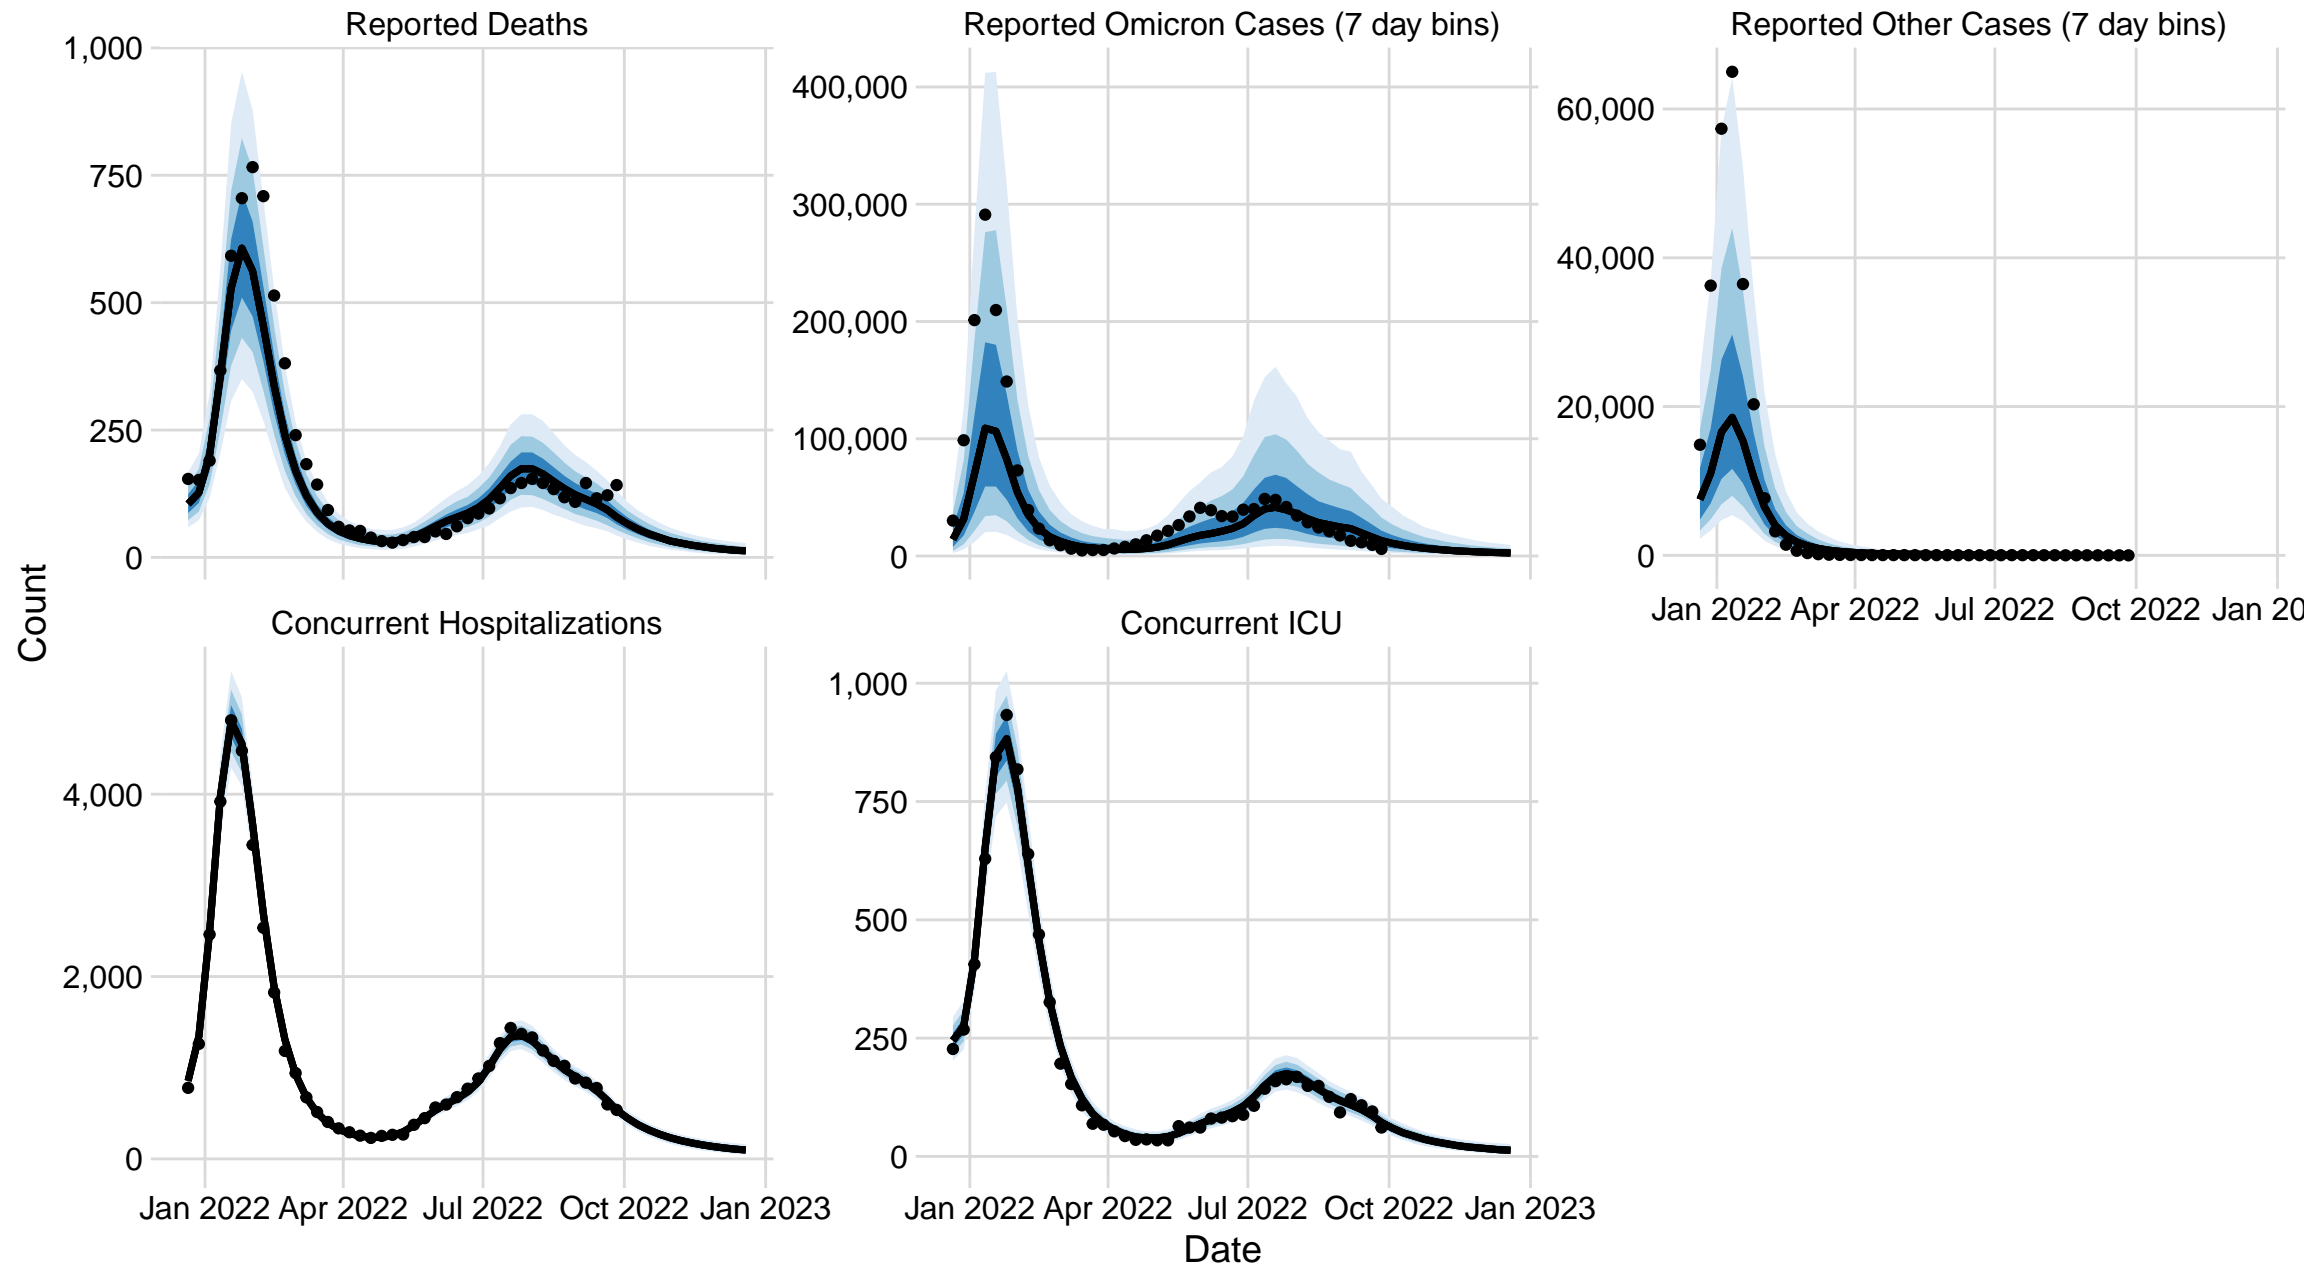 Reported Deaths
Reported Omicron Cases (7 day bins)
Reported Other Cases (7 day bins)
1,000
750
500
250
0
400,000
300,000
200,000
100,000
0
60,000
40,000
20,000
0
Jan 2022 Apr 2022 Jul 2022 Oct 2022 Jan 20
Count
Concurrent Hospitalizations
Concurrent ICU
4,000
2,000
0
1,000
750
500
250
0
Jan 2022 Apr 2022 Jul 2022 Oct 2022 Jan 2023
Jan 2022 Apr 2022 Jul 2022 Oct 2022 Jan 2023
Date